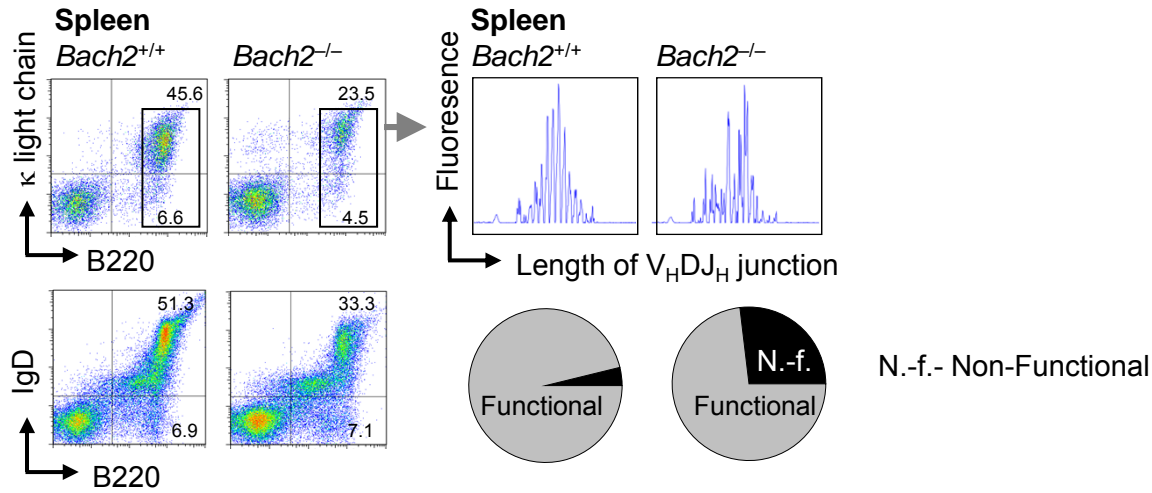 Spleen
Bach2+/+ Bach2–/–
κ light chain
45.6
6.6
23.5
4.5
B220
IgD
51.3
6.9
33.3
7.1
B220
Spleen
Bach2+/+ Bach2–/–
Fluoresence
Length of VHDJH junction
Functional
N.-f.
Functional
N.-f.- Non-Functional